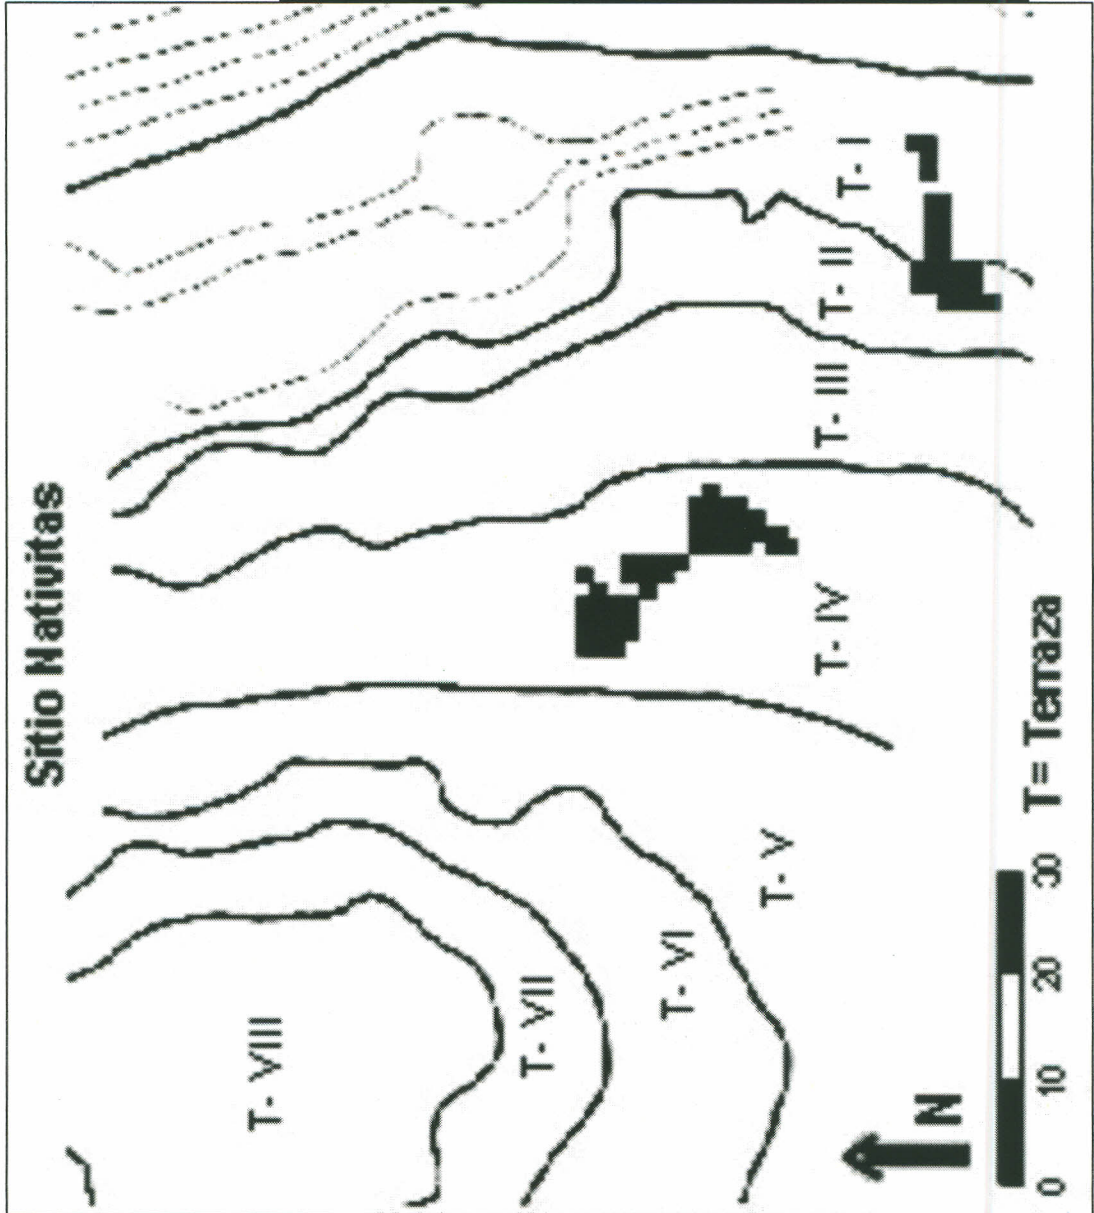 Sitio Nativitas
T- VIII
T- VII
T- VI
T- V
T- IV
T- III
T- II
T- I
N
0 10 20 30
T= Terraza